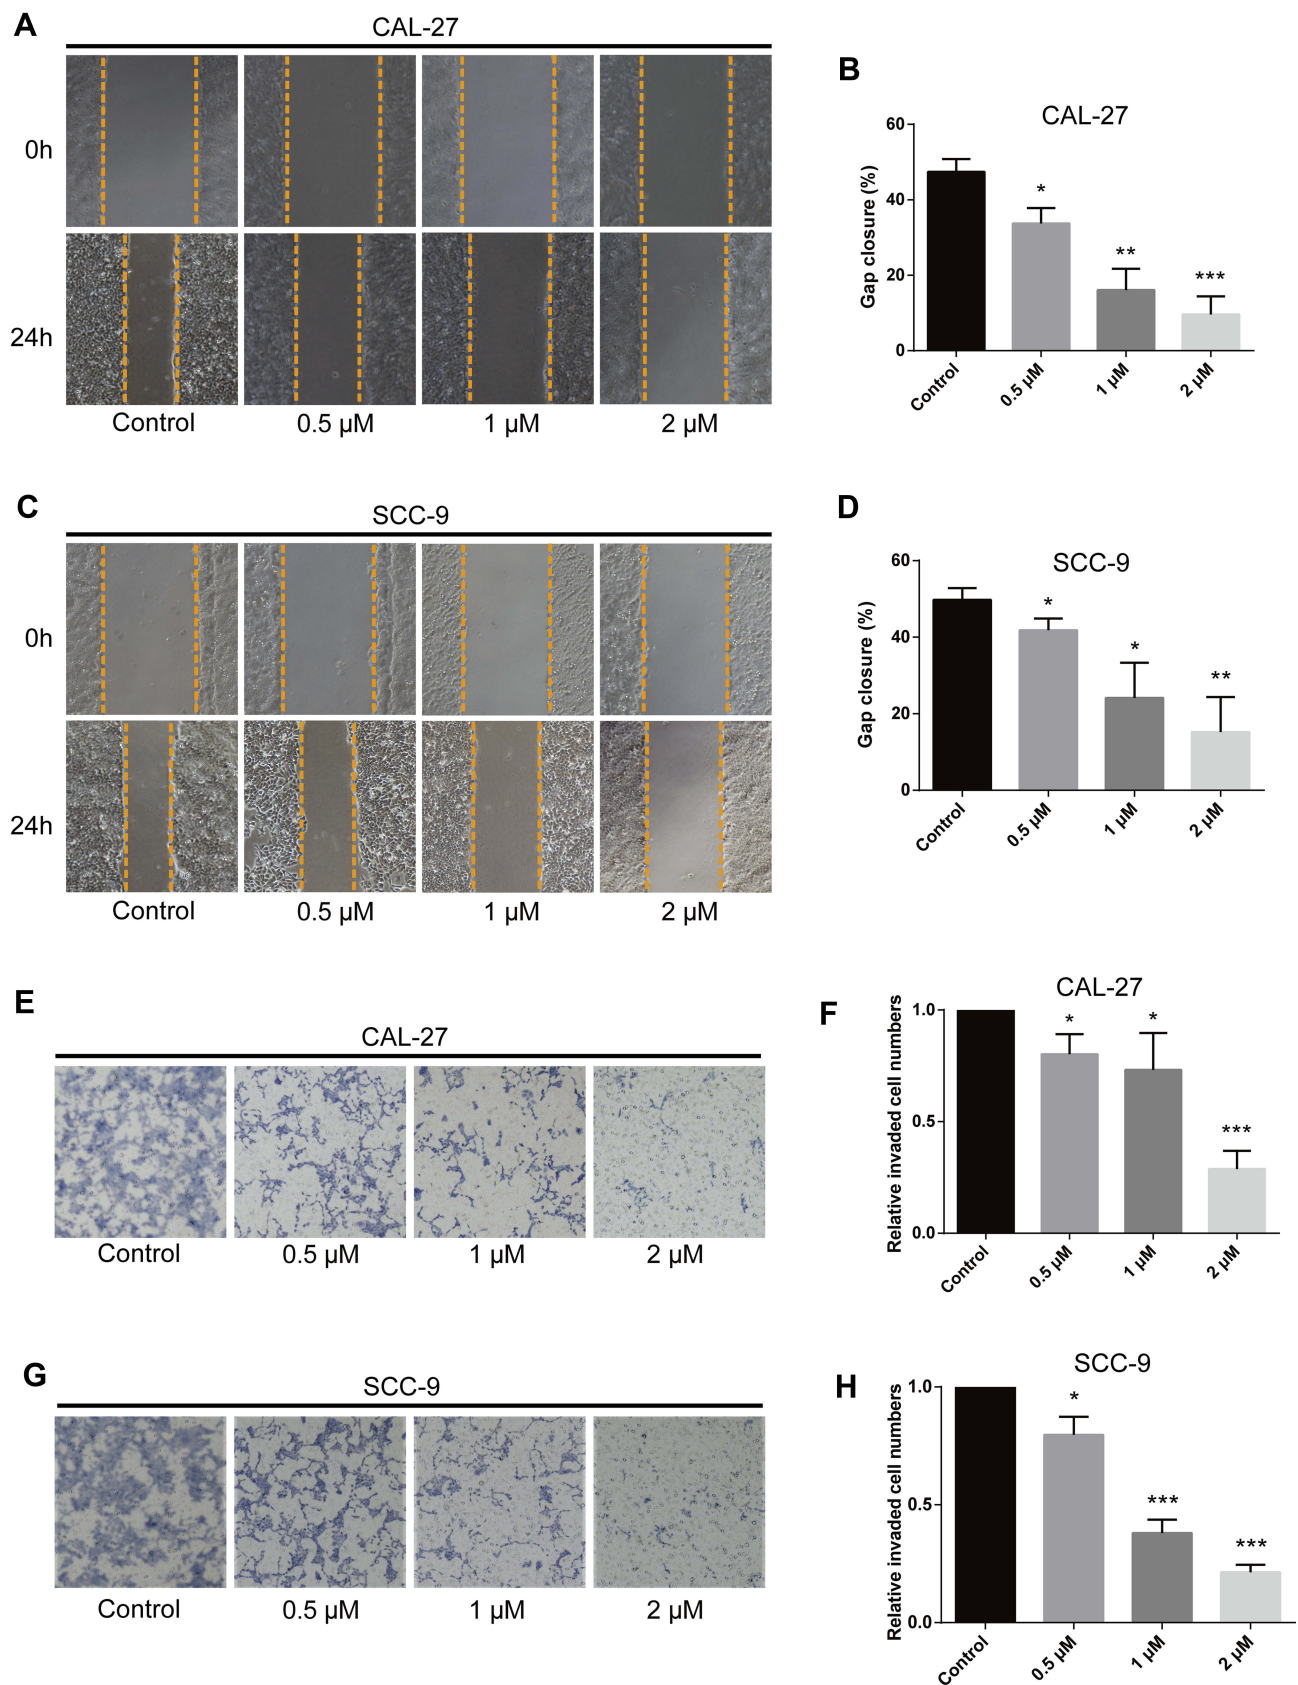 A
CAL-27
0h
24h
Control 0.5 µM 1 µM 2 µM
B
CAL-27
Gap closure (%)
60
40
20
0
*
**
***
Control 0.5 µM 1 µM 2 µM
C
SCC-9
0h
24h
Control 0.5 µM 1 µM 2 µM
D
SCC-9
Gap closure (%)
60
40
20
0
*
*
**
Control 0.5 µM 1 µM 2 µM
E
CAL-27
Control 0.5 µM 1 µM 2 µM
F
CAL-27
Relative invaded cell numbers
1.0
0.5
0.0
*
*
***
Control 0.5 µM 1 µM 2 µM
G
SCC-9
Control 0.5 µM 1 µM 2 µM
H
SCC-9
Relative invaded cell numbers
1.0
0.5
0.0
*
***
***
Control 0.5 µM 1 µM 2 µM